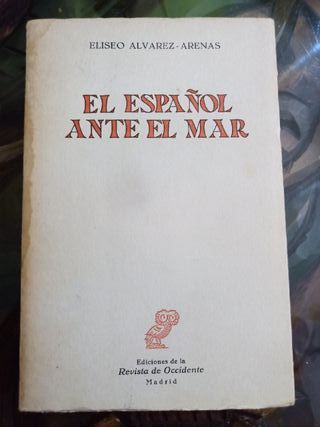 ELISEO ALVAREZ-ARENAS
EL ESPAÑOL
ANTE EL MAR
Ediciones de la
Revista de Occidente
Madrid